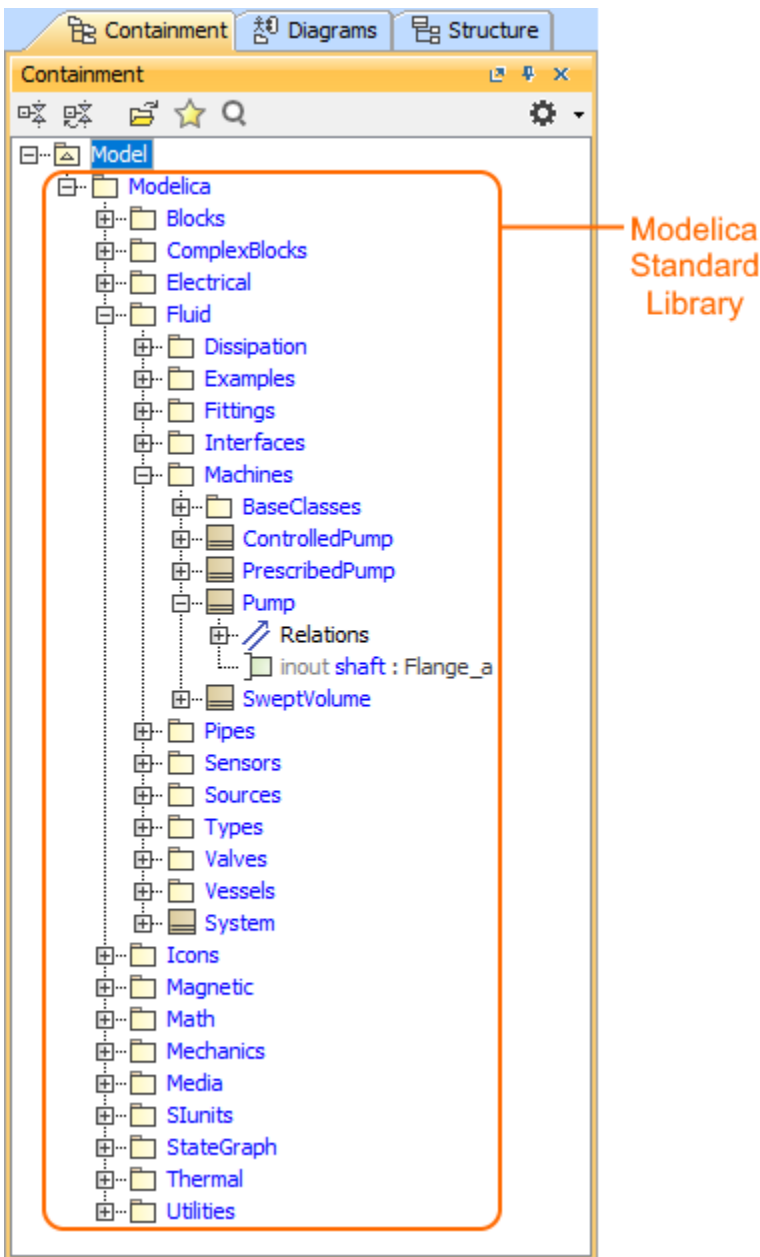 Containment Diagrams Structure
Containment
Model
Modelica
Blocks
ComplexBlocks
Electrical
Fluid
Dissipation
Examples
Fittings
Interfaces
Machines
BaseClasses
ControlledPump
PrescribedPump
Pump
Relations
inout shaft : Flange_a
SweptVolume
Pipes
Sensors
Sources
Types
Valves
Vessels
System
Icons
Magnetic
Math
Mechanics
Media
SIunits
StateGraph
Thermal
Utilities
Modelica
Standard
Library